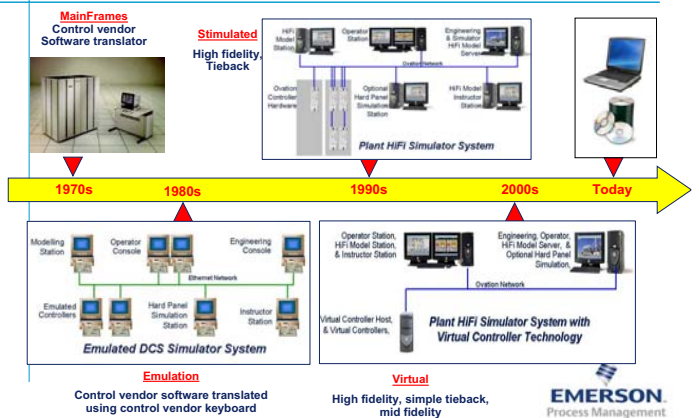 MainFrames
Control vendor
Software translator
Stimulated
High fidelity,
Tieback
HiFi
Model
Station
Operator
Station
Engineering
& Simulator
HiFi Model
Server
Ovation Network
Ovation
Controller
Hardware
Optional
Hard Panel
Simulation
Station
HiFi Model
Instructor
Station
Plant HiFi Simulator System
1970s
1980s
1990s
2000s
Today
Modelling
Station
Operator
Console
Engineering
Console
Ethernet Network
Emulated
Controllers
Hard Panel
Simulation
Station
Instructor
Station
Emulated DCS Simulator System
Emulation
Control vendor software translated
using control vendor keyboard
Operator Station,
HiFi Model Station,
& Instructor Station
Engineering, Operator,
HiFi Model Server, &
Optional Hard Panel
Simulation,
Ovation Network
Virtual Controller Host,
& Virtual Controllers,
Plant HiFi Simulator System with
Virtual Controller Technology
Virtual
High fidelity, simple tieback,
mid fidelity
EMERSON.
Process Management